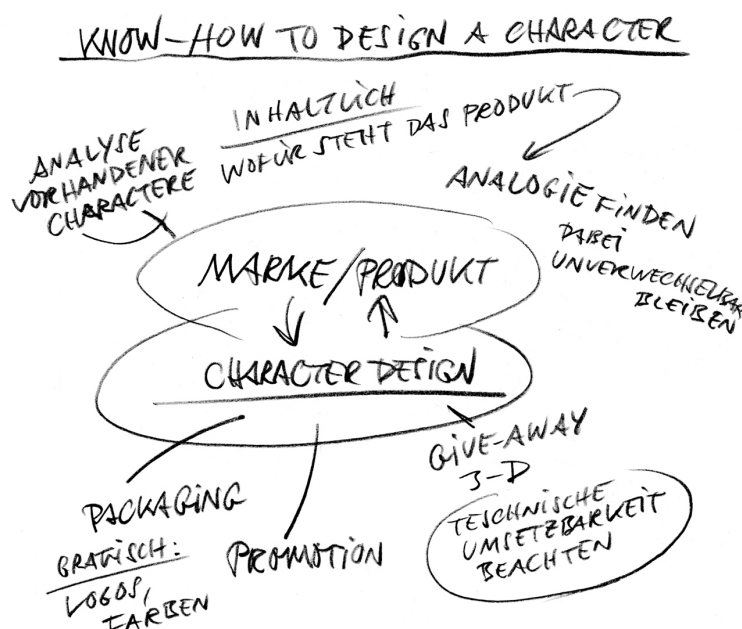 KNOW-HOW TO DESIGN A CHARACTER
INHALTLICH
WOFÜR STEHT DAS PRODUKT
ANALYSE
VORHANDENER
CHARACTERE
ANALOGIE FINDEN
DABEI
UNVERWECHSELBAR
BLEIBEN
MARKE/PRODUKT
CHARACTER DESIGN
PACKAGING
GRAFISCH:
LOGOS,
FARBEN
PROMOTION
GIVE-AWAY
3-D
TESCHNISCHE
UMSETZBARKEIT
BEACHTEN